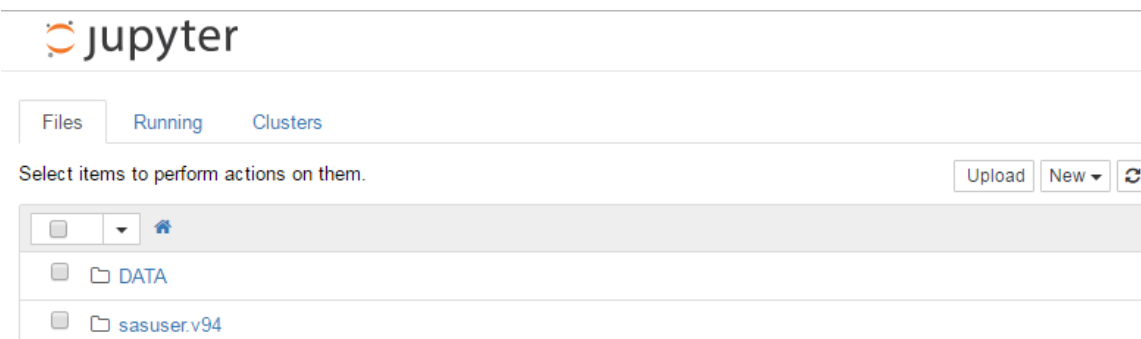 jupyter
Files Running Clusters
Select items to perform actions on them.
Upload New
DATA
sasuser.v94